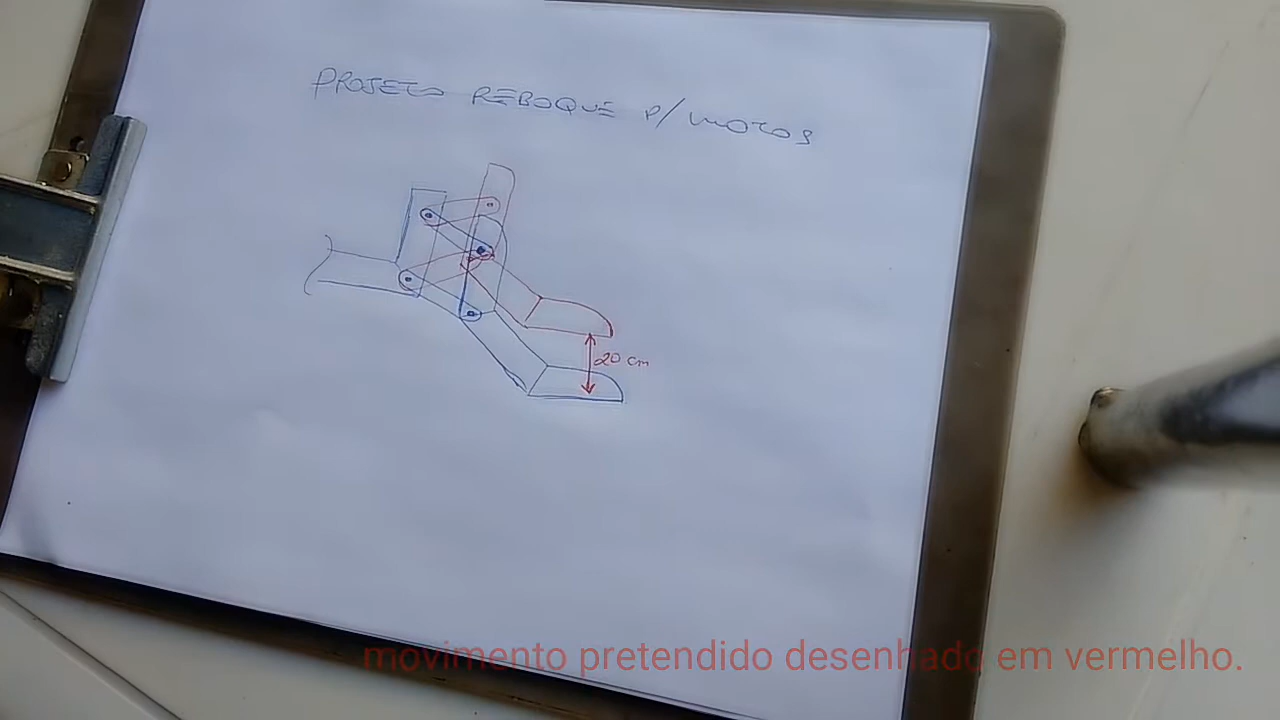 PROJETO REBOQUE P/ MOTOS
20 cm
movimento pretendido desenhado em vermelho.